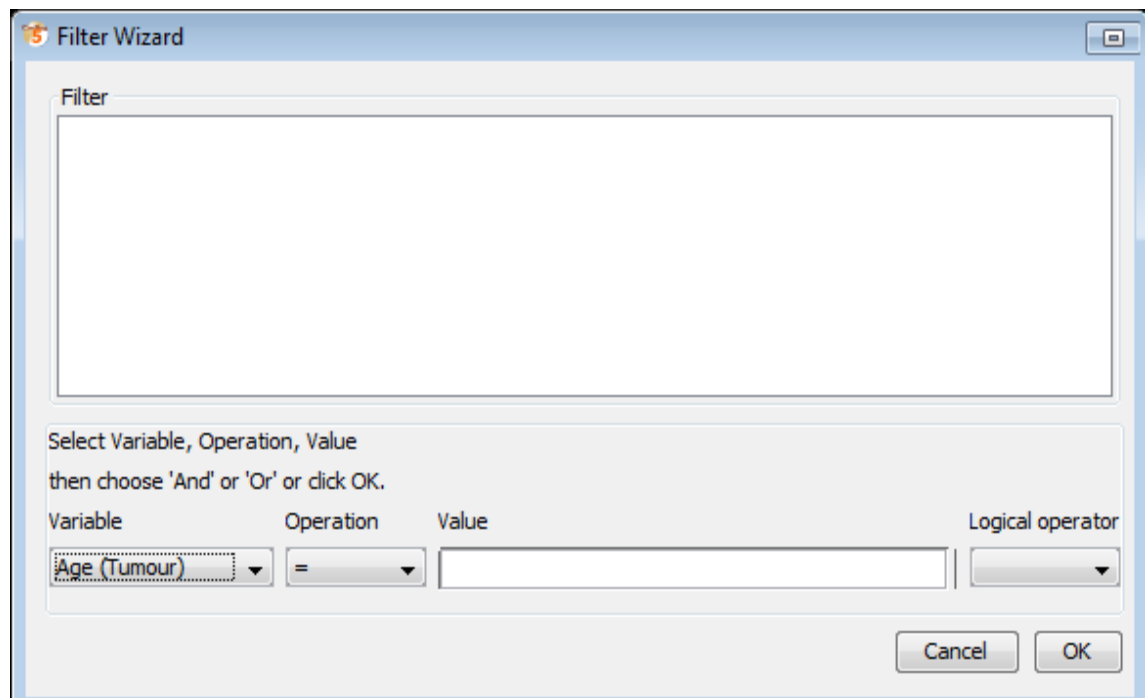 Filter Wizard
Filter
Select Variable, Operation, Value
then choose 'And' or 'Or' or click OK.
Variable Operation Value Logical operator
Age (Tumour) =
Cancel OK